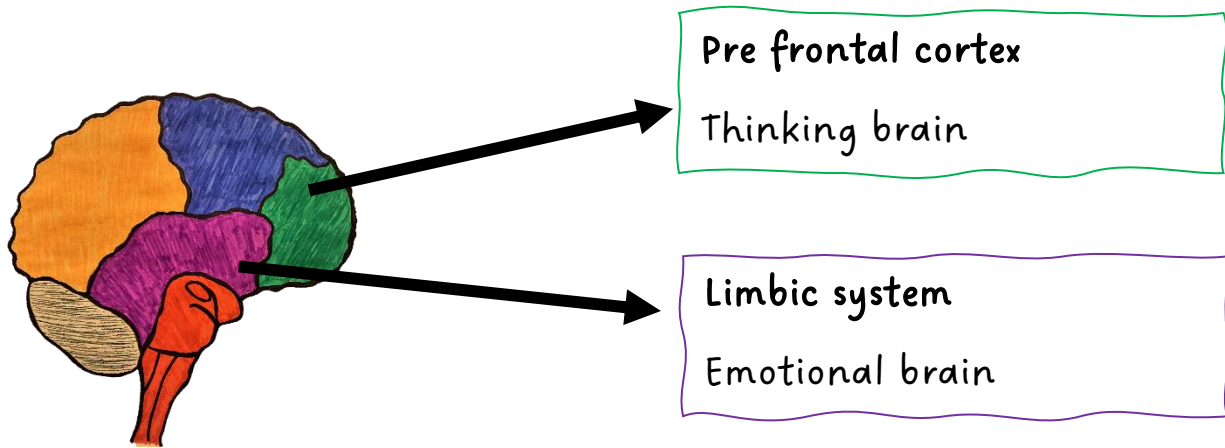 Pre frontal cortex
Thinking brain
Limbic system
Emotional brain